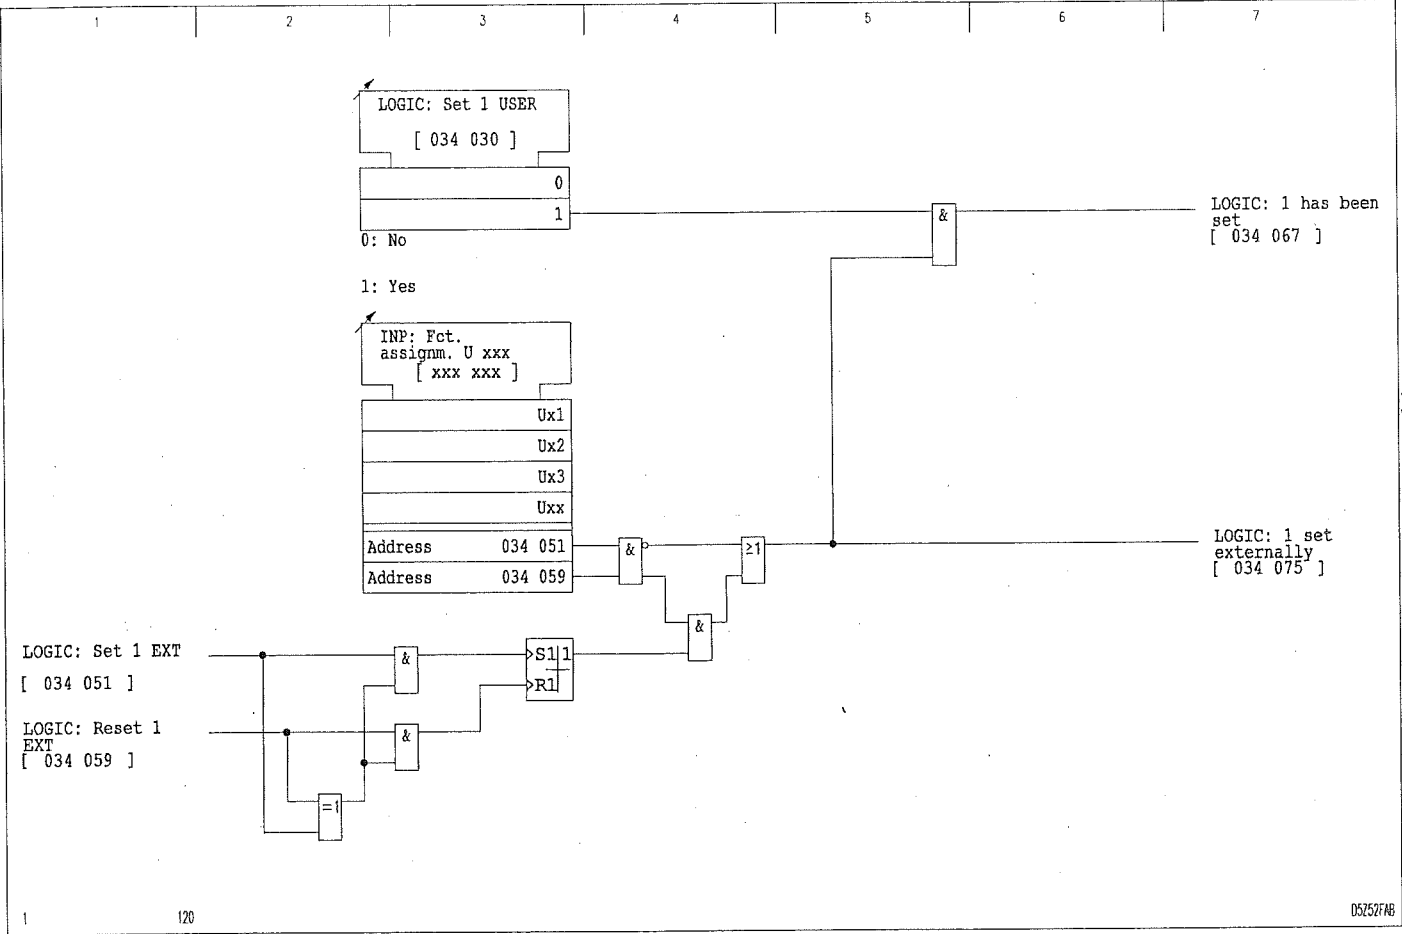 1 2 3 4 5 6 7
LOGIC: Set 1 USER
[ 034 030 ]
0
1
0: No
1: Yes
&
LOGIC: 1 has been
set
[ 034 067 ]
INP: Fct.
assignm. U xxx
[ xxx xxx ]
Ux1
Ux2
Ux3
Uxx
Address 034 051
Address 034 059
&
≥1
LOGIC: 1 set
externally
[ 034 075 ]
&
LOGIC: Set 1 EXT
[ 034 051 ]
&
S1 1
R1
LOGIC: Reset 1
EXT
[ 034 059 ]
&
=1
1 120
D5Z52FAB